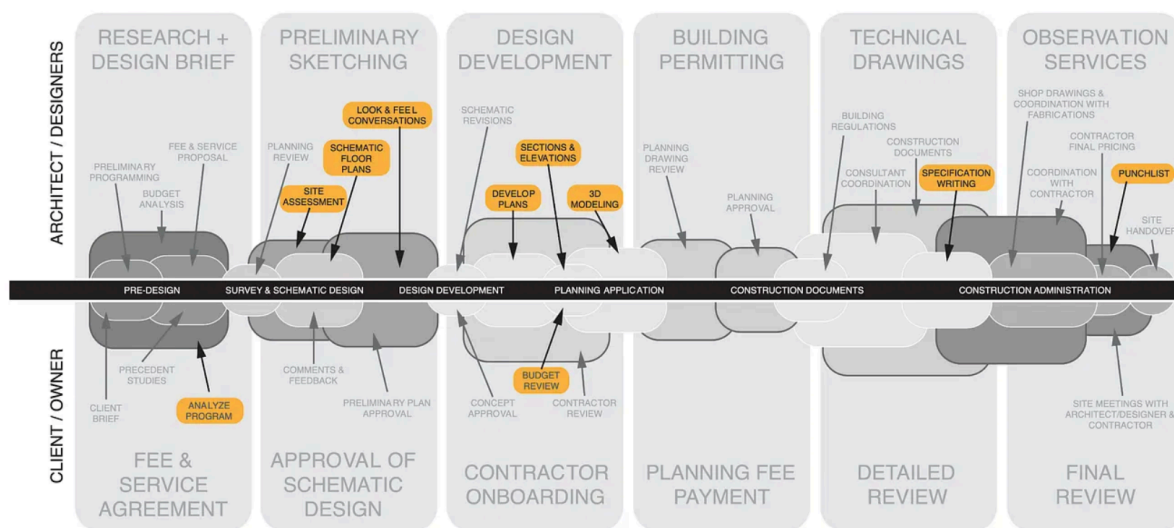 ARCHITECT / DESIGNERS
RESEARCH +
DESIGN BRIEF
PRELIMINARY
SKETCHING
DESIGN
DEVELOPMENT
BUILDING
PERMITTING
TECHNICAL
DRAWINGS
OBSERVATION
SERVICES
FEE & SERVICE
PROPOSAL
PRELIMINARY
PROGRAMMING
BUDGET
ANALYSIS
PLANNING
REVIEW
SITE
ASSESSMENT
SCHEMATIC
FLOOR
PLANS
LOOK & FEEL
CONVERSATIONS
SCHEMATIC
REVISIONS
DEVELOP
PLANS
SECTIONS &
ELEVATIONS
3D
MODELING
PLANNING
DRAWING
REVIEW
PLANNING
APPROVAL
BUILDING
REGULATIONS
CONSULTANT
COORDINATION
CONSTRUCTION
DOCUMENTS
SPECIFICATION
WRITING
SHOP DRAWINGS &
COORDINATION WITH
FABRICATIONS
COORDINATION
WITH
CONTRACTOR
CONTRACTOR
FINAL PRICING
PUNCHLIST
SITE
HANDOVER
PRE-DESIGN
SURVEY & SCHEMATIC DESIGN
DESIGN DEVELOPMENT
PLANNING APPLICATION
CONSTRUCTION DOCUMENTS
CONSTRUCTION ADMINISTRATION
CLIENT / OWNER
CLIENT
BRIEF
PRECEDENT
STUDIES
ANALYZE
PROGRAM
COMMENTS &
FEEDBACK
PRELIMINARY PLAN
APPROVAL
CONCEPT
APPROVAL
BUDGET
REVIEW
CONTRACTOR
REVIEW
SITE MEETINGS WITH
ARCHITECT/DESIGNER &
CONTRACTOR
FEE &
SERVICE
AGREEMENT
APPROVAL OF
SCHEMATIC
DESIGN
CONTRACTOR
ONBOARDING
PLANNING FEE
PAYMENT
DETAILED
REVIEW
FINAL
REVIEW